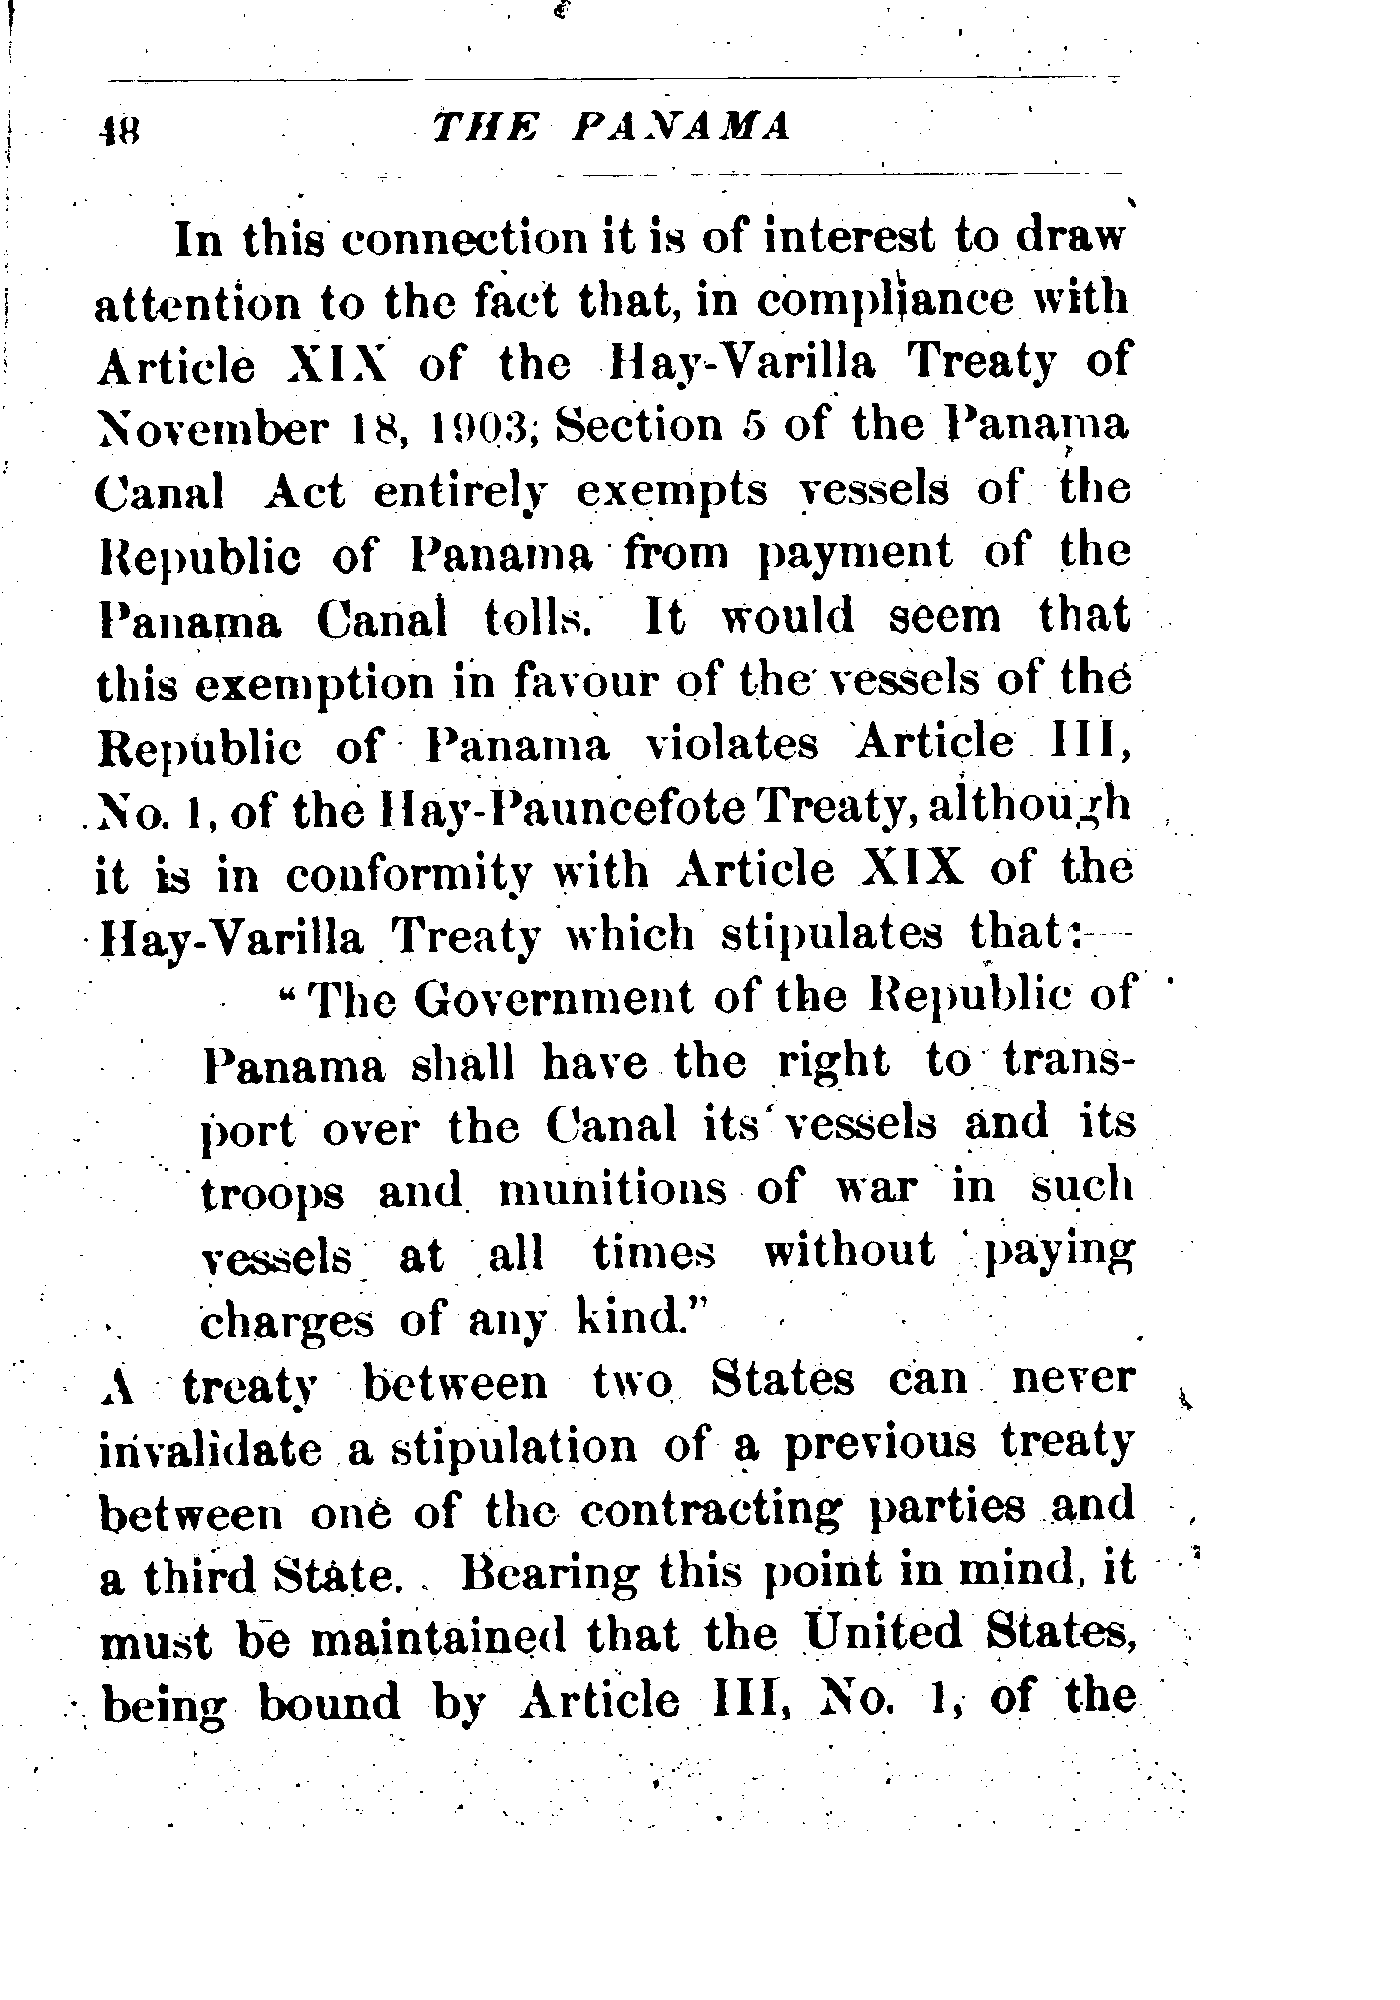 48 THE PANAMA
In this connection it is of interest to draw
attention to the fact that, in compliance with
Article XIX of the Hay-Varilla Treaty of
November 18, 1903; Section 5 of the Panama
Canal Act entirely exempts vessels of the
Republic of Panama from payment of the
Panama Canal tolls. It would seem that
this exemption in favour of the vessels of the
Republic of Panama violates Article III,
No. 1, of the Hay-Pauncefote Treaty, although
it is in conformity with Article XIX of the
Hay-Varilla Treaty which stipulates that:—
“The Government of the Republic of
Panama shall have the right to trans-
port over the Canal its vessels and its
troops and munitions of war in such
vessels at all times without paying
charges of any kind.”
A treaty between two States can never
invalidate a stipulation of a previous treaty
between one of the contracting parties and
a third State. Bearing this point in mind, it
must be maintained that the United States,
being bound by Article III, No. 1, of the